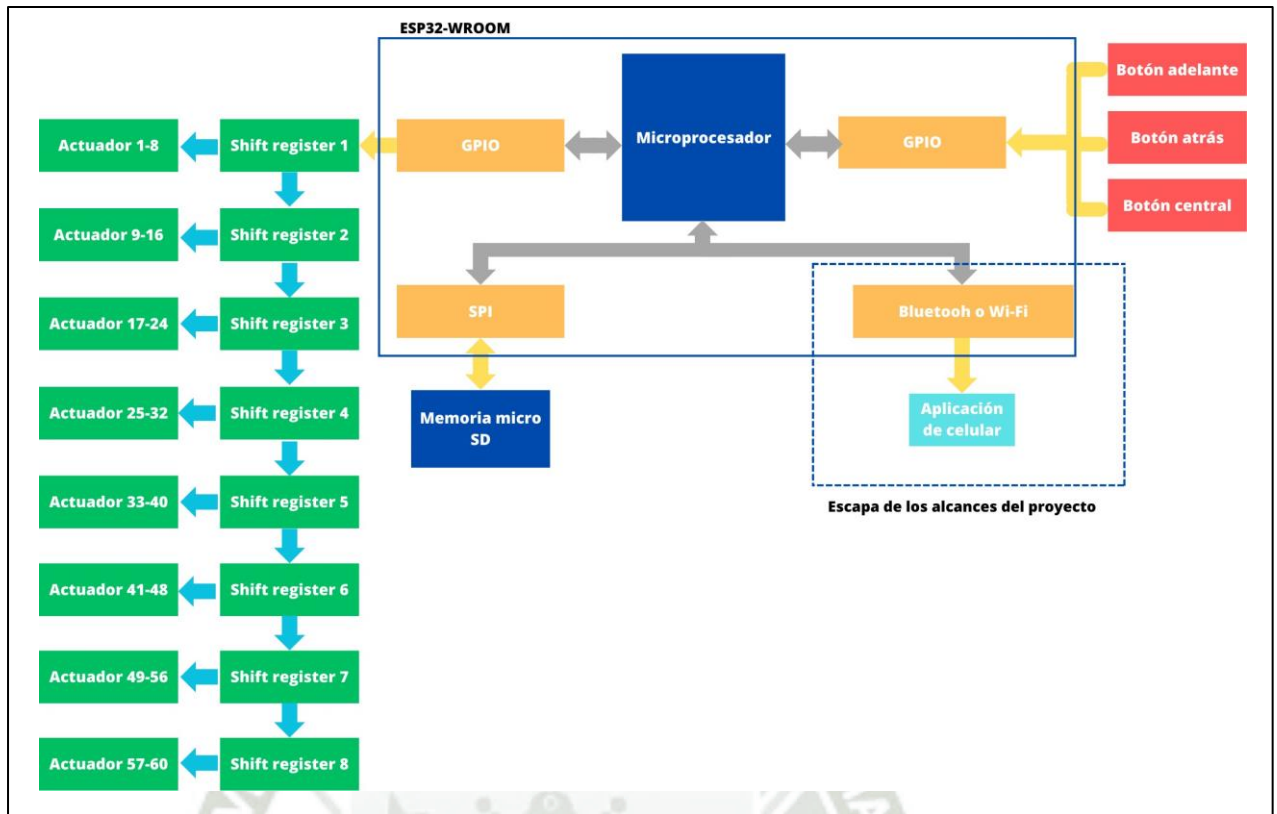 ESP32-WROOM
Botón adelante
Botón atrás
Botón central
Microprocesador
GPIO
GPIO
Actuador 1-8
Shift register 1
Actuador 9-16
Shift register 2
Actuador 17-24
Shift register 3
SPI
Bluetooh o Wi-Fi
Actuador 25-32
Shift register 4
Memoria micro
SD
Aplicación
de celular
Actuador 33-40
Shift register 5
Escapa de los alcances del proyecto
Actuador 41-48
Shift register 6
Actuador 49-56
Shift register 7
Actuador 57-60
Shift register 8